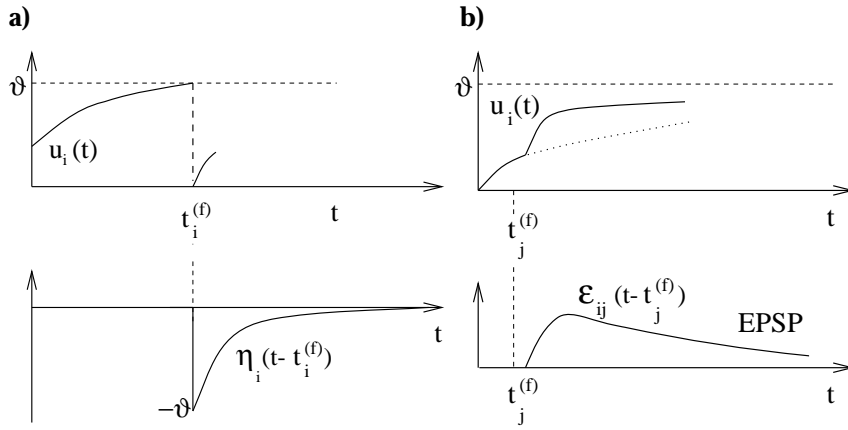 a)
ϑ
u_i(t)
t_i^(f)
t
η_i(t- t_i^(f))
t
−ϑ
b)
ϑ
u_i(t)
t_j^(f)
t
ε_ij (t- t_j^(f))
EPSP
t_j^(f)
t